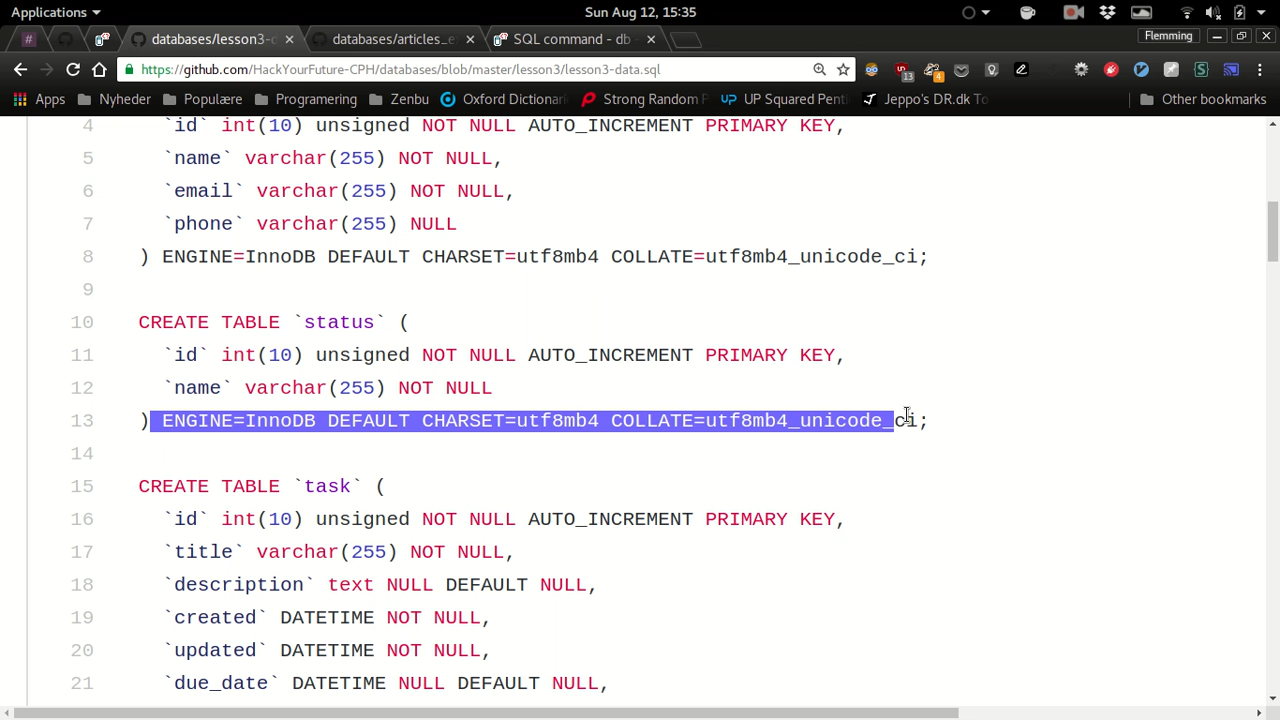 Applications
Sun Aug 12, 15:35
databases/lesson3-d
databases/articles_e
SQL command - db
Flemming
https://github.com/HackYourFuture-CPH/databases/blob/master/lesson3/lesson3-data.sql
13
4
Apps
Nyheder
Populære
Programering
Zenbu
Oxford Dictionari
Strong Random P
UP Squared Penti
Jeppo's DR.dk To
Other bookmarks
4 `id` int(10) unsigned NOT NULL AUTO_INCREMENT PRIMARY KEY,
5 `name` varchar(255) NOT NULL,
6 `email` varchar(255) NOT NULL,
7 `phone` varchar(255) NULL
8 ) ENGINE=InnoDB DEFAULT CHARSET=utf8mb4 COLLATE=utf8mb4_unicode_ci;
9
10 CREATE TABLE `status` (
11 `id` int(10) unsigned NOT NULL AUTO_INCREMENT PRIMARY KEY,
12 `name` varchar(255) NOT NULL
13 ) ENGINE=InnoDB DEFAULT CHARSET=utf8mb4 COLLATE=utf8mb4_unicode_ci;
14
15 CREATE TABLE `task` (
16 `id` int(10) unsigned NOT NULL AUTO_INCREMENT PRIMARY KEY,
17 `title` varchar(255) NOT NULL,
18 `description` text NULL DEFAULT NULL,
19 `created` DATETIME NOT NULL,
20 `updated` DATETIME NOT NULL,
21 `due_date` DATETIME NULL DEFAULT NULL,